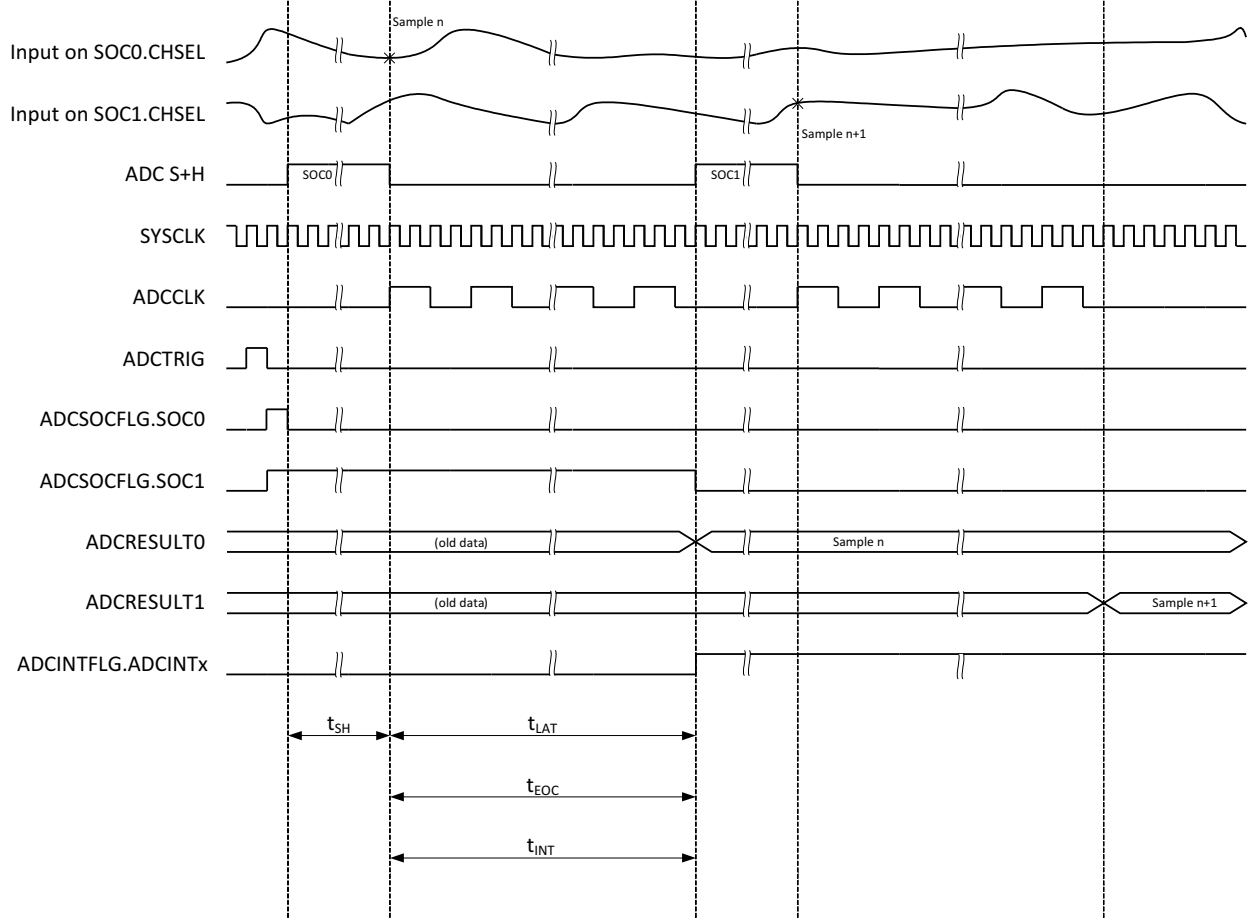 Sample n
Input on SOC0.CHSEL
Input on SOC1.CHSEL
Sample n+1
ADC S+H
SOC0
SOC1
SYSCLK
ADCCLK
ADCTRIG
ADCSOCFLG.SOC0
ADCSOCFLG.SOC1
ADCRESULT0
(old data)
Sample n
ADCRESULT1
(old data)
Sample n+1
ADCINTFLG.ADCINTx
tSH
tLAT
tEOC
tINT